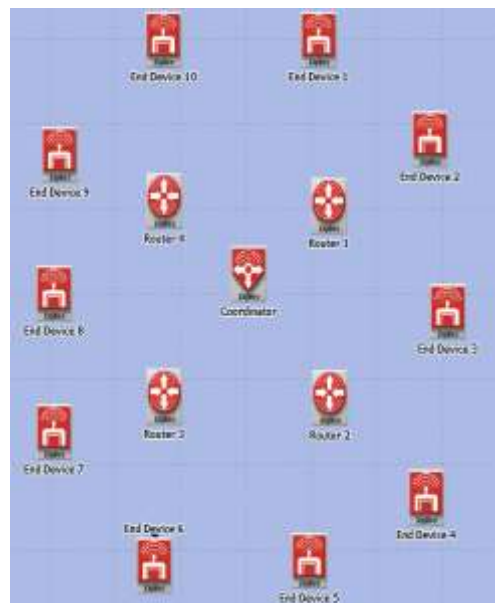 End Device 10
End Device 1
End Device 2
End Device 9
Router 4
Router 1
Coordinator
End Device 8
End Device 3
Router 3
Router 2
End Device 7
End Device 6
End Device 4
End Device 5